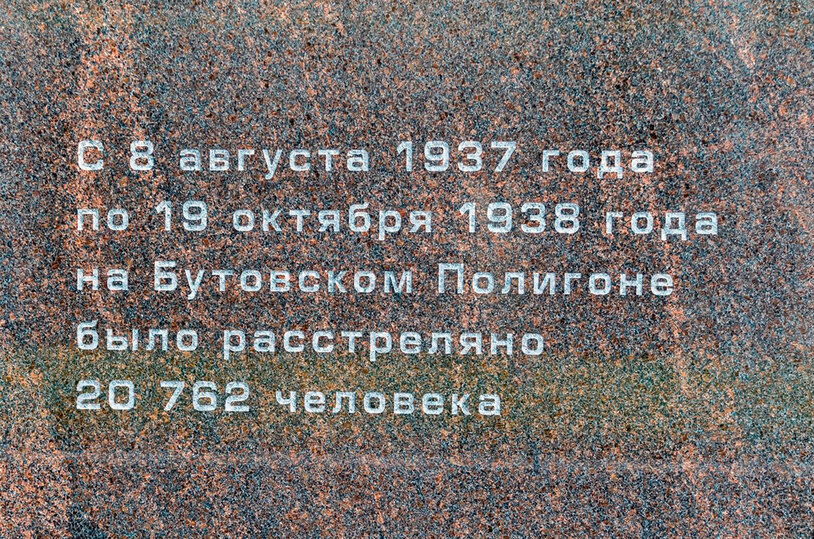 С 8 августа 1937 года
по 19 октября 1938 года
на Бутовском Полигоне
было расстреляно
20 762 человека